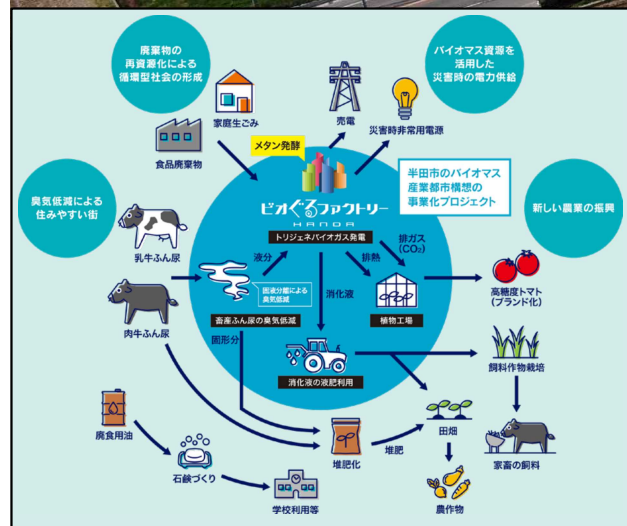 廃棄物の
再資源化による
循環型社会の形成
バイオマス資源を
活用した
災害時の電力供給
家庭生ごみ
食品廃棄物
売電
災害時非常用電源
メタン発酵
半田市のバイオマス
産業都市構想の
事業化プロジェクト
臭気低減による
住みやすい街
新しい農業の振興
ビオぐるファクトリー
HANDA
トリジェネバイオガス発電
乳牛ふん尿
肉牛ふん尿
液分
固液分離による
臭気低減
畜産ふん尿の臭気低減
固形分
消化液
排熱
排ガス
(CO₂)
植物工場
高糖度トマト
(ブランド化)
消化液の液肥利用
飼料作物栽培
廃食用油
石鹸づくり
学校利用等
堆肥化
堆肥
田畑
農作物
家畜の飼料